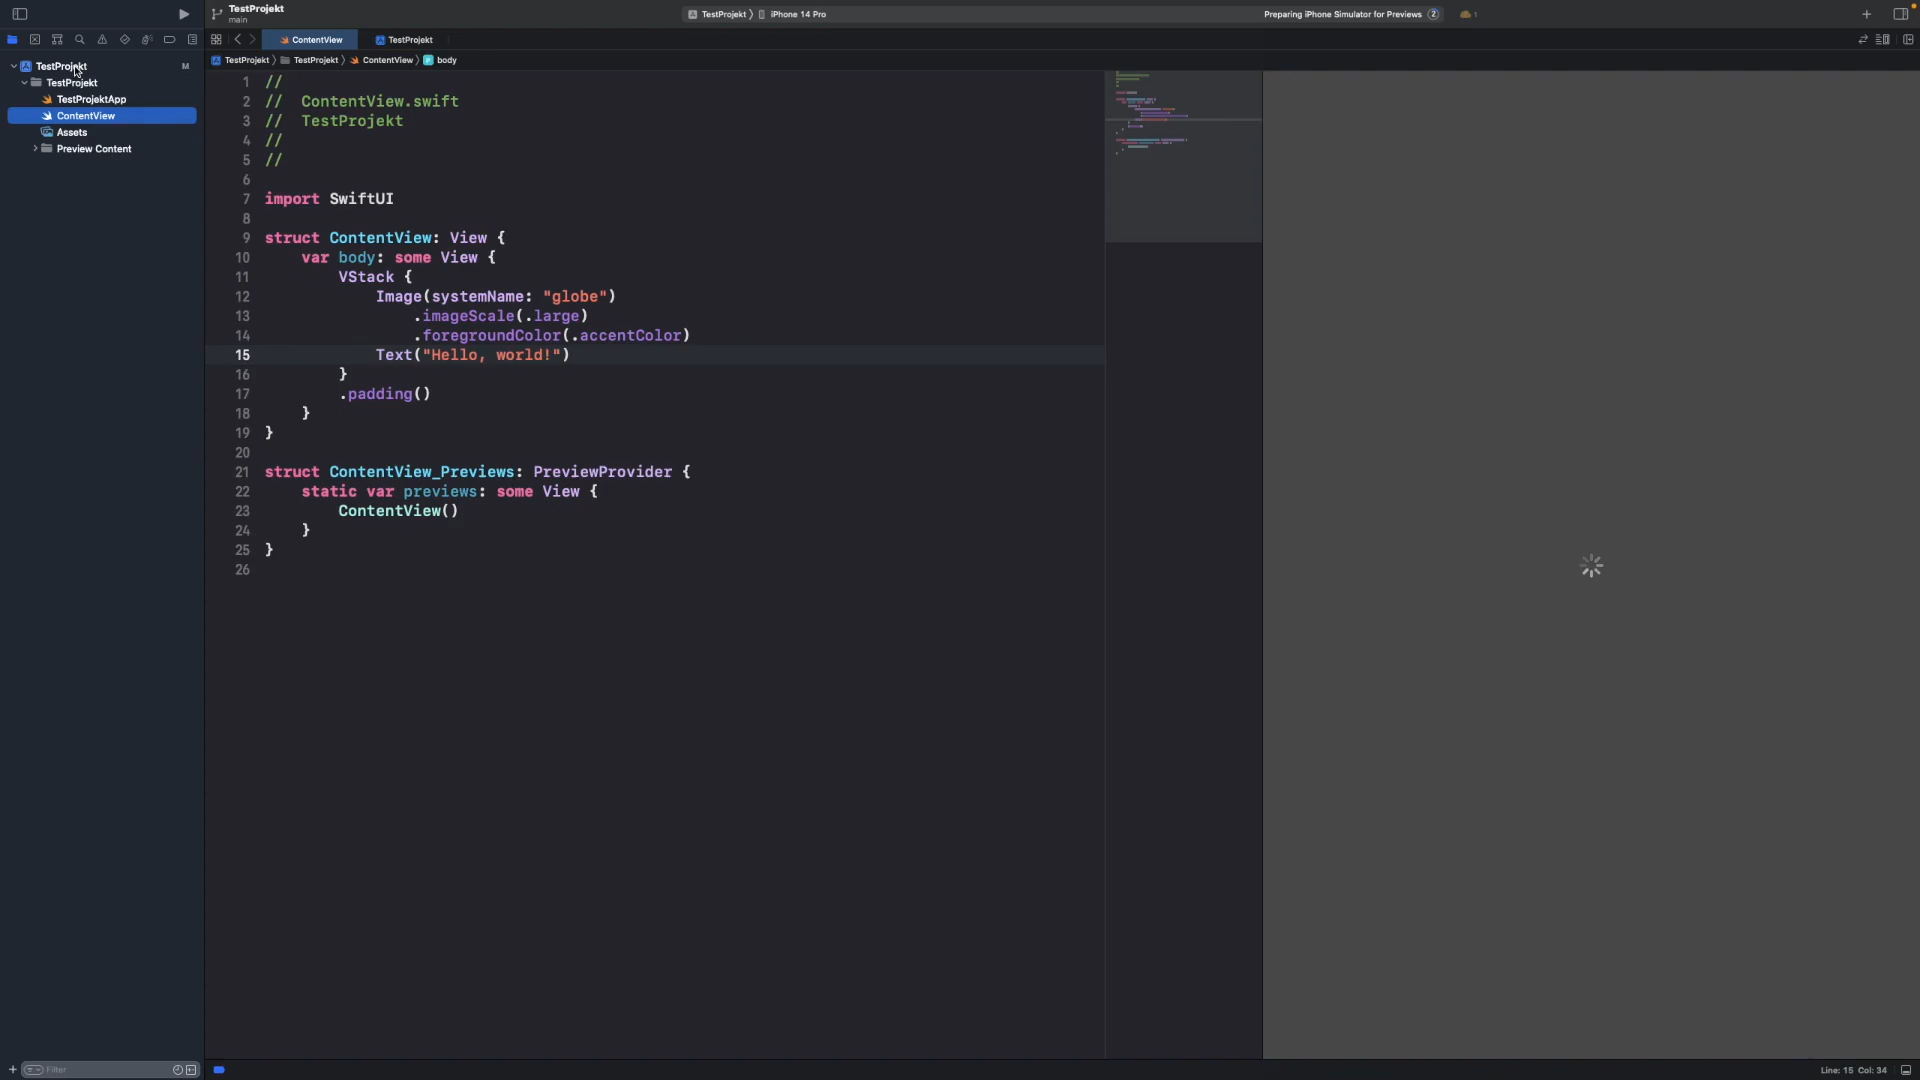 TestProjekt
main
TestProjekt
iPhone 14 Pro
Preparing iPhone Simulator for Previews
2
1
ContentView
TestProjekt
TestProjekt
TestProjekt
ContentView
body
TestProjekt
M
TestProjekt
TestProjektApp
ContentView
Assets
Preview Content
1 //
2 //  ContentView.swift
3 //  TestProjekt
4 //
5 //
6
7 import SwiftUI
8
9 struct ContentView: View {
10     var body: some View {
11         VStack {
12             Image(systemName: "globe")
13                 .imageScale(.large)
14                 .foregroundColor(.accentColor)
15             Text("Hello, world!")
16         }
17         .padding()
18     }
19 }
20
21 struct ContentView_Previews: PreviewProvider {
22     static var previews: some View {
23         ContentView()
24     }
25 }
26
Filter
Line: 15 Col: 34